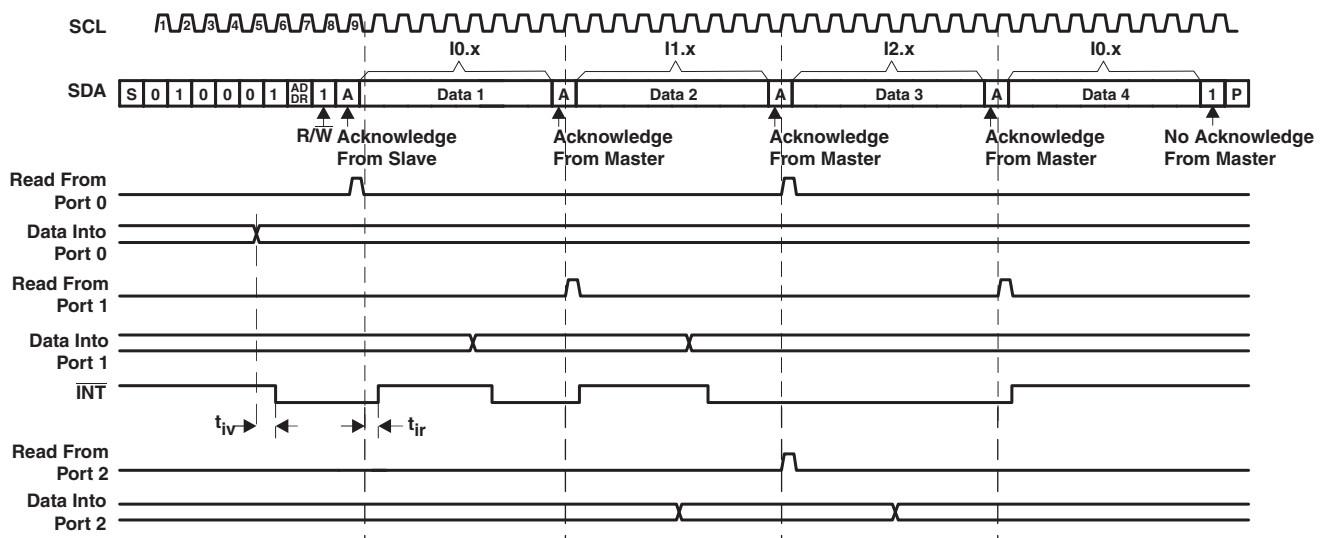 SCL
1 2 3 4 5 6 7 8 9
I0.x I1.x I2.x I0.x
SDA S 0 1 0 0 0 1 AD DR 1 A Data 1 A Data 2 A Data 3 A Data 4 1 P
R/W Acknowledge From Slave
Acknowledge From Master
Acknowledge From Master
Acknowledge From Master
No Acknowledge From Master
Read From
Port 0
Data Into
Port 0
Read From
Port 1
Data Into
Port 1
INT
tiv tir
Read From
Port 2
Data Into
Port 2